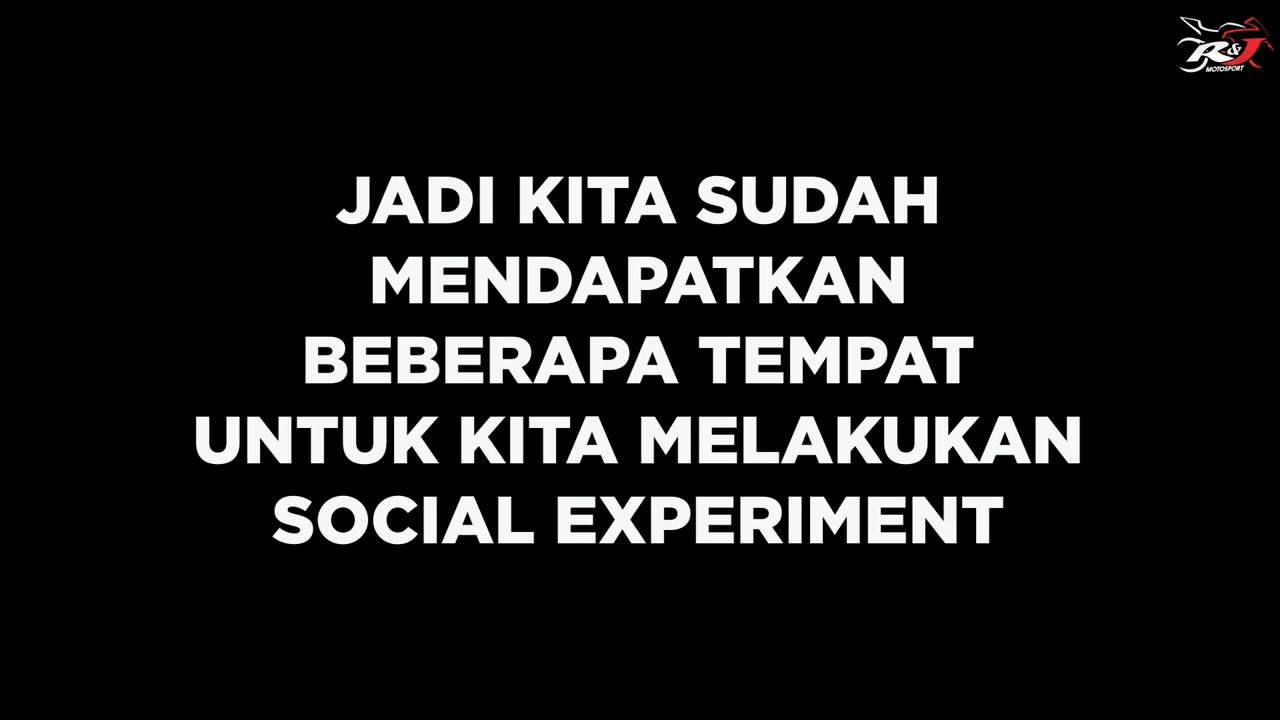 R&J
MOTOSPORT
JADI KITA SUDAH
MENDAPATKAN
BEBERAPA TEMPAT
UNTUK KITA MELAKUKAN
SOCIAL EXPERIMENT